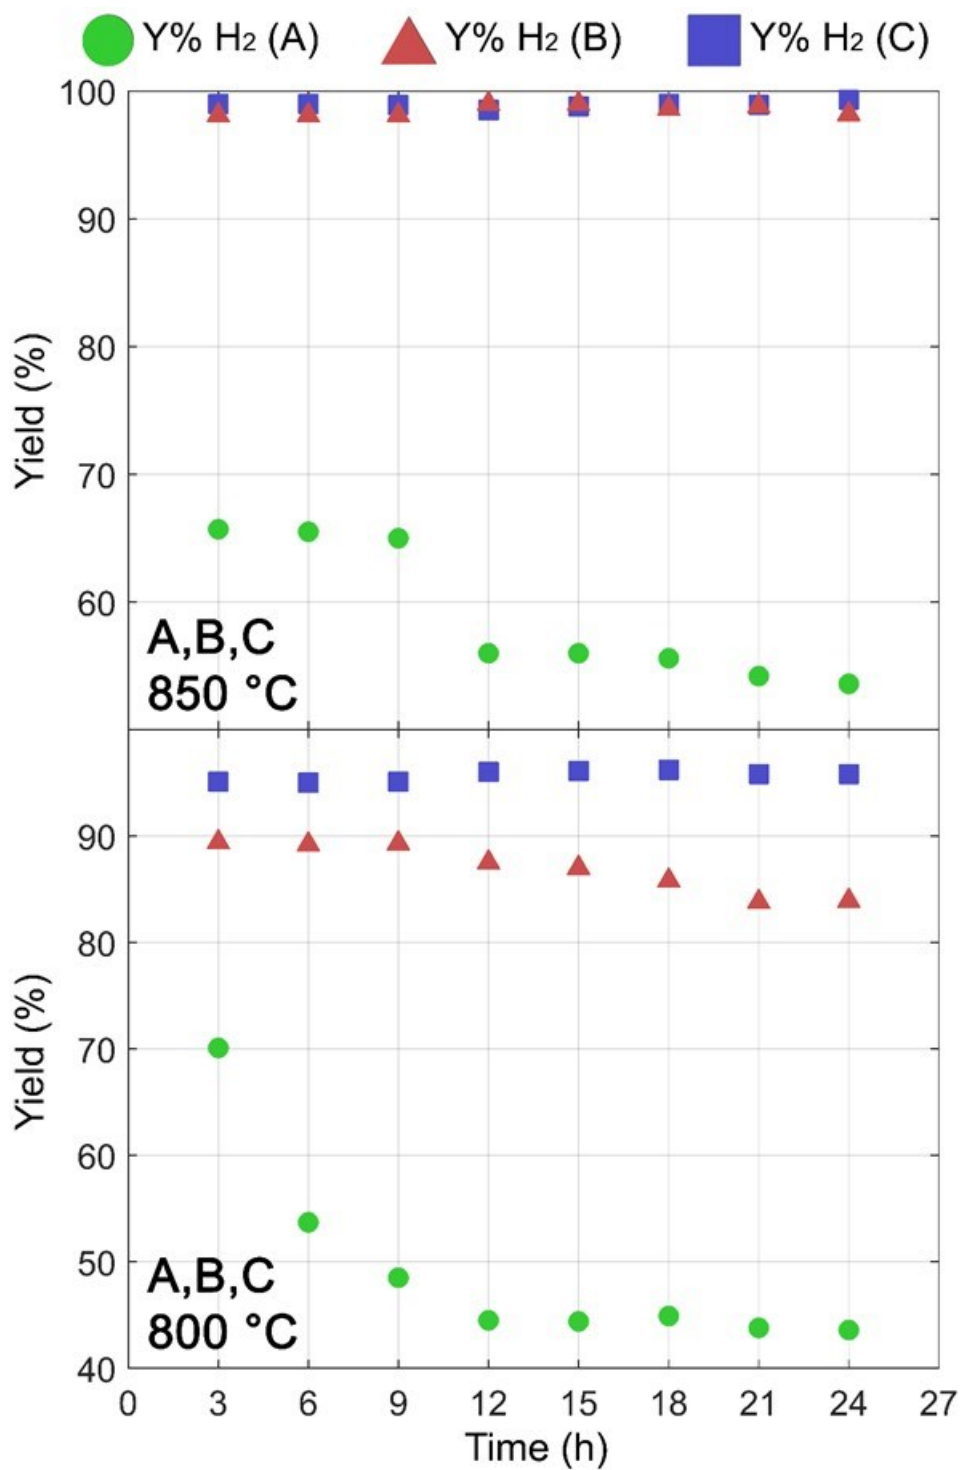 Y% H₂ (A) Y% H₂ (B) Y% H₂ (C)
100
90
80
70
60
Yield (%)
A,B,C
850 °C
90
80
70
60
50
40
Yield (%)
A,B,C
800 °C
0 3 6 9 12 15 18 21 24 27
Time (h)